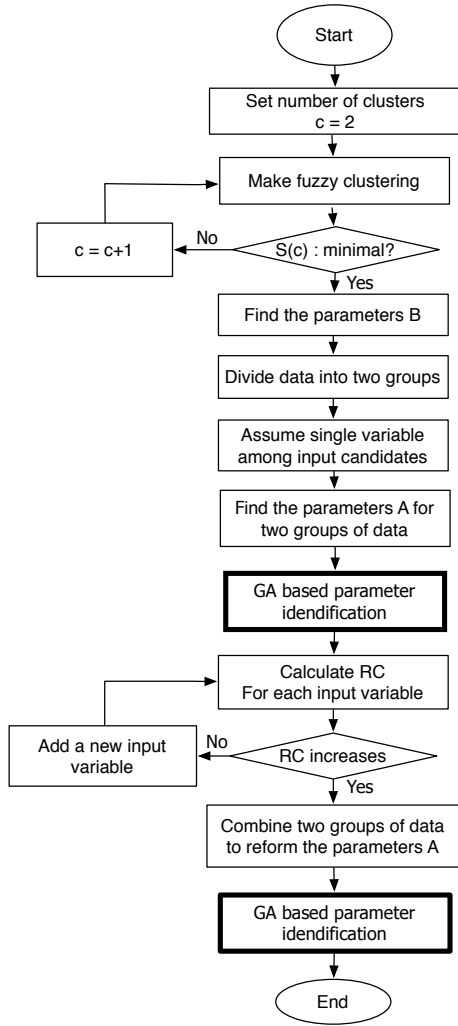 Start
Set number of clusters
c = 2
Make fuzzy clustering
S(c) : minimal?
No
c = c+1
Yes
Find the parameters B
Divide data into two groups
Assume single variable
among input candidates
Find the parameters A for
two groups of data
GA based parameter
idendification
Calculate RC
For each input variable
RC increases
No
Add a new input
variable
Yes
Combine two groups of data
to reform the parameters A
GA based parameter
idendification
End